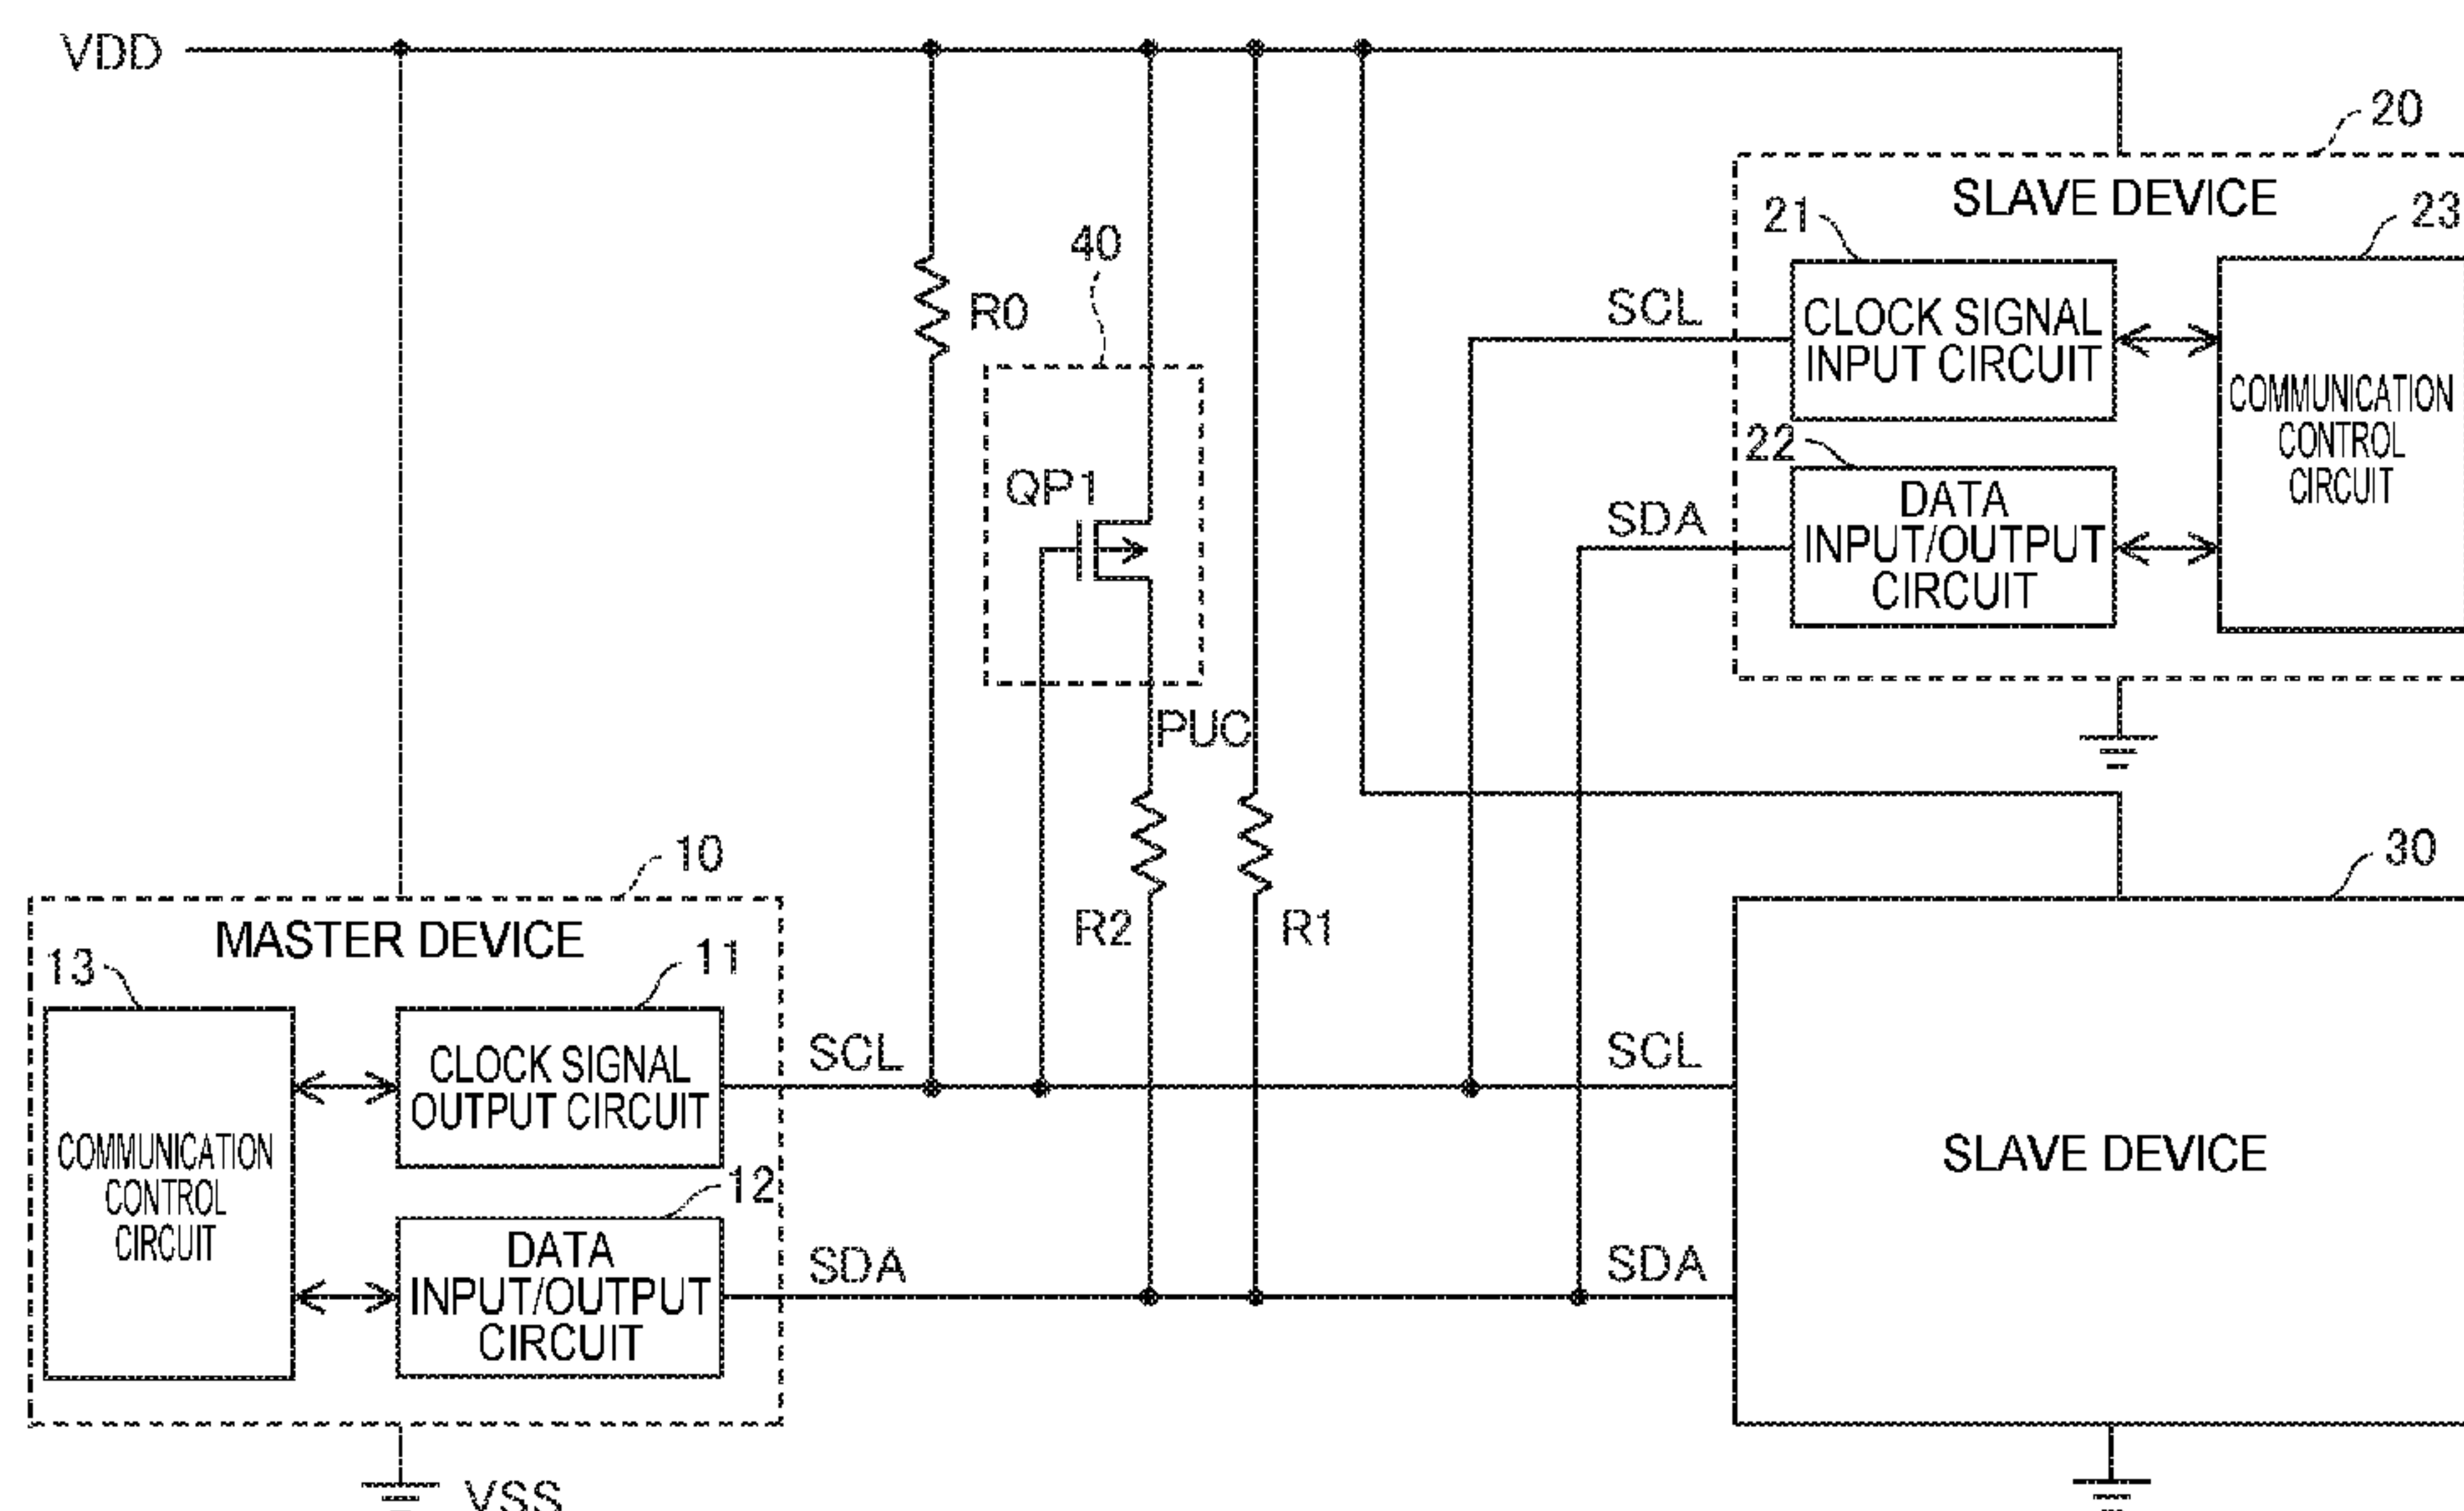 VDD
20
SLAVE DEVICE
21
23
40
R0
SCL
CLOCK SIGNAL
INPUT CIRCUIT
COMMUNICATION
CONTROL
CIRCUIT
22
QP1
SDA
DATA
INPUT/OUTPUT
CIRCUIT
PUC
10
30
MASTER DEVICE
R2
R1
13
11
SCL
SCL
CLOCK SIGNAL
OUTPUT CIRCUIT
COMMUNICATION
CONTROL
CIRCUIT
SLAVE DEVICE
12
SDA
SDA
DATA
INPUT/OUTPUT
CIRCUIT
VSS